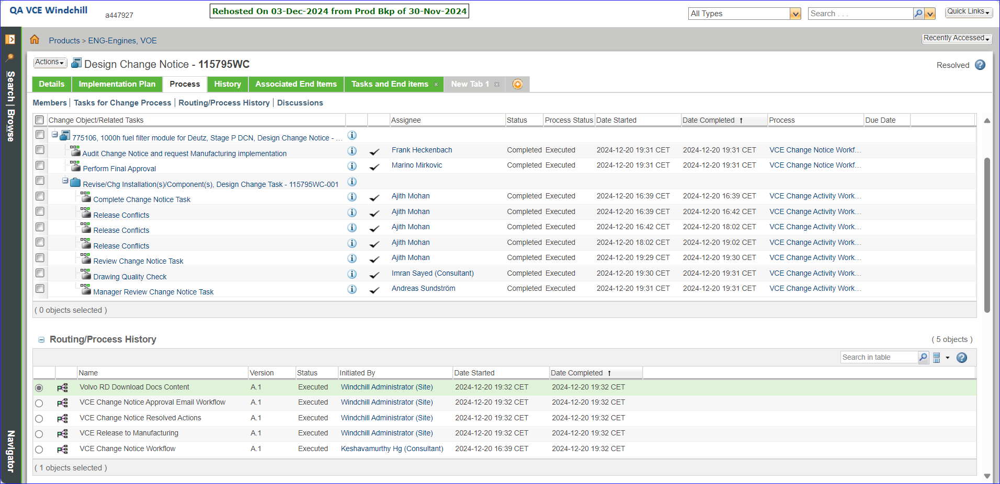 QA VCE Windchill
a447927
Rehosted On 03-Dec-2024 from Prod Bkp of 30-Nov-2024
All Types
Search . . .
Quick Links
Products > ENG-Engines, VOE
Recently Accessed
Search | Browse
Navigator
Actions
Design Change Notice - 115795WC
Resolved
Details
Implementation Plan
Process
History
Associated End Items
Tasks and End items
New Tab 1
Members | Tasks for Change Process | Routing/Process History | Discussions
Change Object/Related Tasks Assignee Status Process Status Date Started Date Completed Process Due Date
775106, 1000h fuel filter module for Deutz, Stage P DCN, Design Change Notice - ...
Audit Change Notice and request Manufacturing implementation Frank Heckenbach Completed Executed 2024-12-20 19:31 CET 2024-12-20 19:31 CET VCE Change Notice Workf...
Perform Final Approval Marino Mirkovic Completed Executed 2024-12-20 19:31 CET 2024-12-20 19:31 CET VCE Change Notice Workf...
Revise/Chg Installation(s)/Component(s), Design Change Task - 115795WC-001
Complete Change Notice Task Ajith Mohan Completed Executed 2024-12-20 16:39 CET 2024-12-20 16:39 CET VCE Change Activity Work...
Release Conflicts Ajith Mohan Completed Executed 2024-12-20 16:39 CET 2024-12-20 16:42 CET VCE Change Activity Work...
Release Conflicts Ajith Mohan Completed Executed 2024-12-20 16:42 CET 2024-12-20 18:02 CET VCE Change Activity Work...
Release Conflicts Ajith Mohan Completed Executed 2024-12-20 18:02 CET 2024-12-20 19:02 CET VCE Change Activity Work...
Review Change Notice Task Ajith Mohan Completed Executed 2024-12-20 19:29 CET 2024-12-20 19:30 CET VCE Change Activity Work...
Drawing Quality Check Imran Sayed (Consultant) Completed Executed 2024-12-20 19:30 CET 2024-12-20 19:31 CET VCE Change Activity Work...
Manager Review Change Notice Task Andreas Sundström Completed Executed 2024-12-20 19:31 CET 2024-12-20 19:31 CET VCE Change Activity Work...
( 0 objects selected )
Routing/Process History
( 5 objects )
Search in table
Name Version Status Initiated By Date Started Date Completed
Volvo RD Download Docs Content A.1 Executed Windchill Administrator (Site) 2024-12-20 19:32 CET 2024-12-20 19:32 CET
VCE Change Notice Approval Email Workflow A.1 Executed Windchill Administrator (Site) 2024-12-20 19:32 CET 2024-12-20 19:32 CET
VCE Change Notice Resolved Actions A.1 Executed Windchill Administrator (Site) 2024-12-20 19:32 CET 2024-12-20 19:32 CET
VCE Release to Manufacturing A.1 Executed Windchill Administrator (Site) 2024-12-20 19:32 CET 2024-12-20 19:32 CET
VCE Change Notice Workflow A.1 Executed Keshavamurthy Hg (Consultant) 2024-12-20 16:39 CET 2024-12-20 19:32 CET
( 1 objects selected )